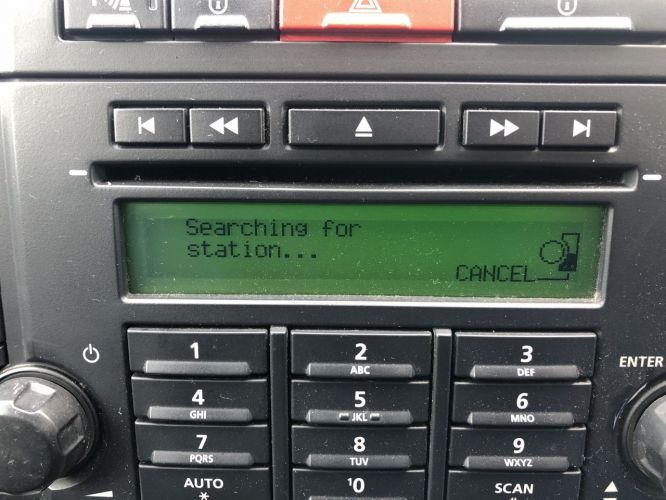 Searching for
station...
CANCEL
1
2
ABC
3
DEF
ENTER
4
GHI
5
JKL
6
MNO
7
PQRS
8
TUV
9
WXYZ
AUTO
*
10
SCAN
#